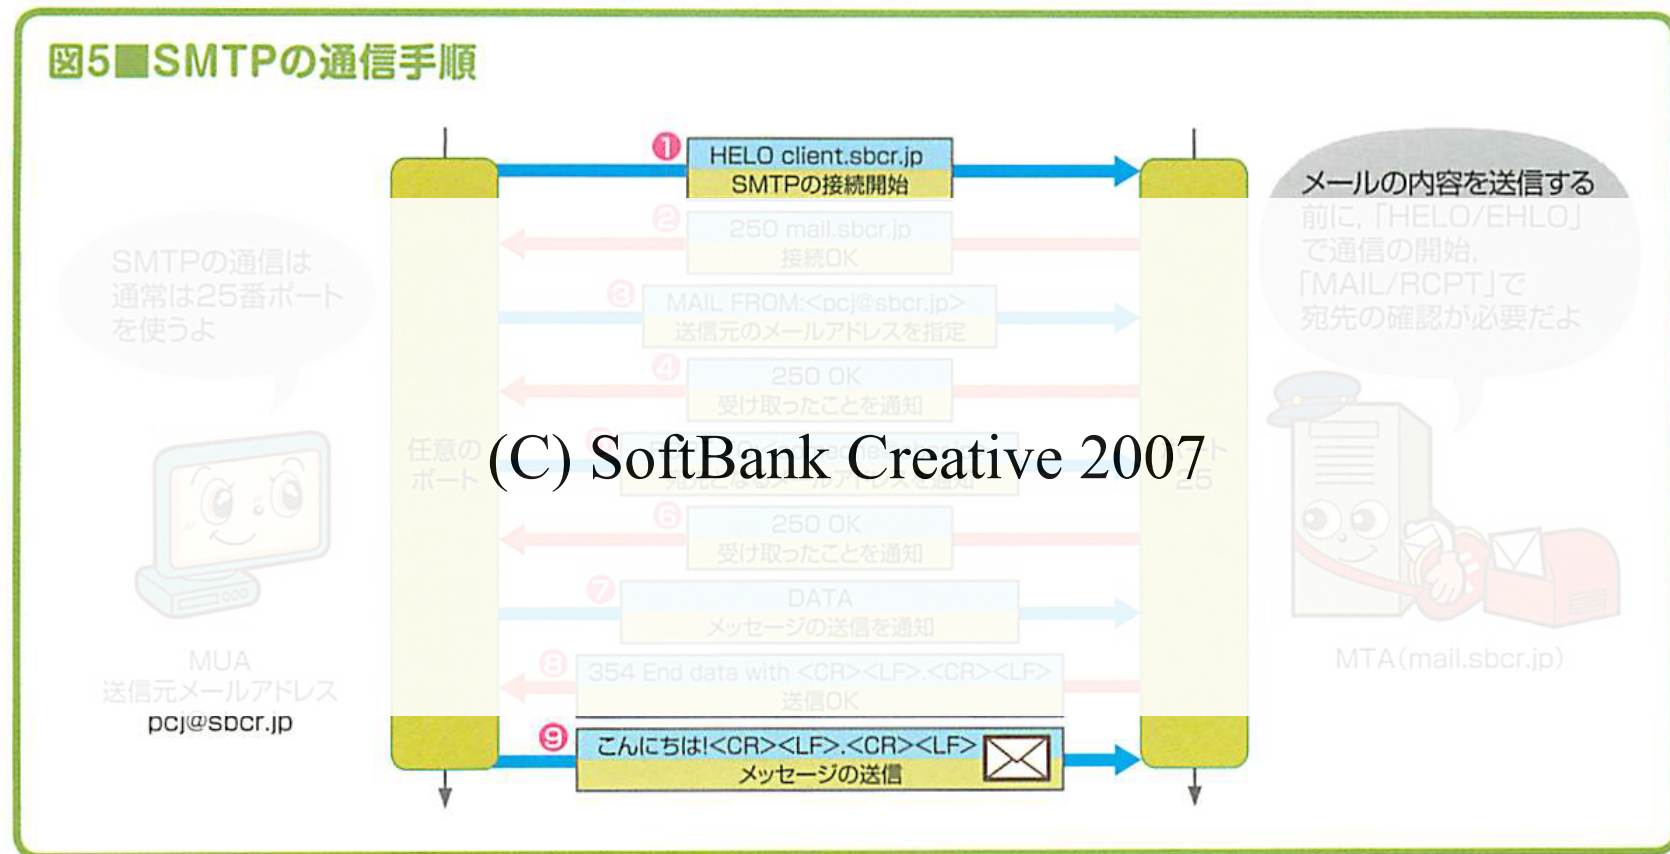 図5■SMTPの通信手順
❶
HELO client.sbcr.jp
SMTPの接続開始
メールの内容を送信する
前に,「HELO/EHLO」
で通信の開始,
「MAIL/RCPT」で
宛先の確認が必要だよ
❷
250 mail.sbcr.jp
接続OK
SMTPの通信は
通常は25番ポート
を使うよ
❸
MAIL FROM:<pcj@sbcr.jp>
送信元のメールアドレスを指定
❹
250 OK
受け取ったことを通知
任意の
ポート
(C) SoftBank Creative 2007
25
❻
250 OK
受け取ったことを通知
❼
DATA
メッセージの送信を通知
❽
354 End data with <CR><LF>.<CR><LF>
送信OK
MUA
送信元メールアドレス
pcj@sbcr.jp
MTA(mail.sbcr.jp)
❾
こんにちは!<CR><LF>.<CR><LF>
メッセージの送信